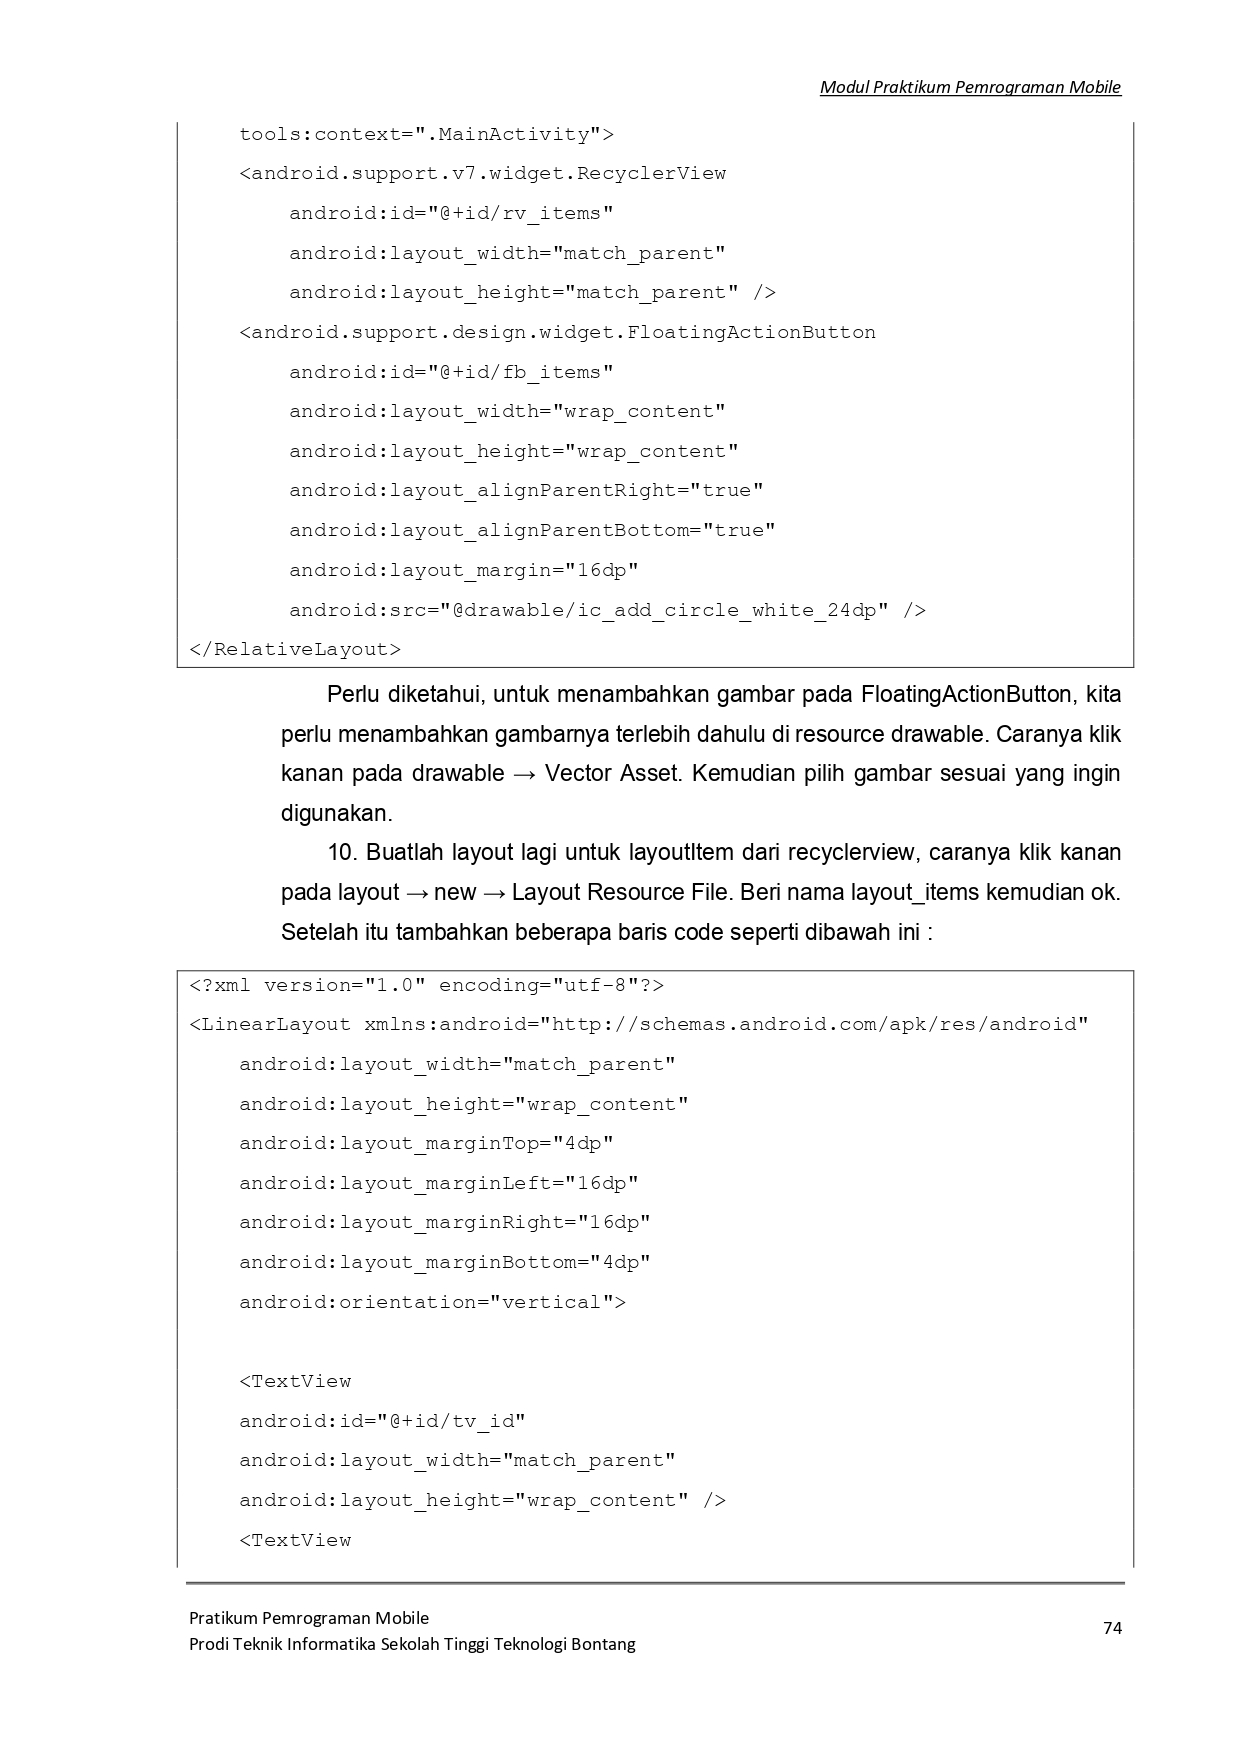 Modul Praktikum Pemrograman Mobile
    tools:context=".MainActivity">
    <android.support.v7.widget.RecyclerView
        android:id="@+id/rv_items"
        android:layout_width="match_parent"
        android:layout_height="match_parent" />
    <android.support.design.widget.FloatingActionButton
        android:id="@+id/fb_items"
        android:layout_width="wrap_content"
        android:layout_height="wrap_content"
        android:layout_alignParentRight="true"
        android:layout_alignParentBottom="true"
        android:layout_margin="16dp"
        android:src="@drawable/ic_add_circle_white_24dp" />
</RelativeLayout>
Perlu diketahui, untuk menambahkan gambar pada FloatingActionButton, kita
perlu menambahkan gambarnya terlebih dahulu di resource drawable. Caranya klik
kanan pada drawable → Vector Asset. Kemudian pilih gambar sesuai yang ingin
digunakan.
10. Buatlah layout lagi untuk layoutItem dari recyclerview, caranya klik kanan
pada layout → new → Layout Resource File. Beri nama layout_items kemudian ok.
Setelah itu tambahkan beberapa baris code seperti dibawah ini :
<?xml version="1.0" encoding="utf-8"?>
<LinearLayout xmlns:android="http://schemas.android.com/apk/res/android"
    android:layout_width="match_parent"
    android:layout_height="wrap_content"
    android:layout_marginTop="4dp"
    android:layout_marginLeft="16dp"
    android:layout_marginRight="16dp"
    android:layout_marginBottom="4dp"
    android:orientation="vertical">
    <TextView
    android:id="@+id/tv_id"
    android:layout_width="match_parent"
    android:layout_height="wrap_content" />
    <TextView
Pratikum Pemrograman Mobile
Prodi Teknik Informatika Sekolah Tinggi Teknologi Bontang
74